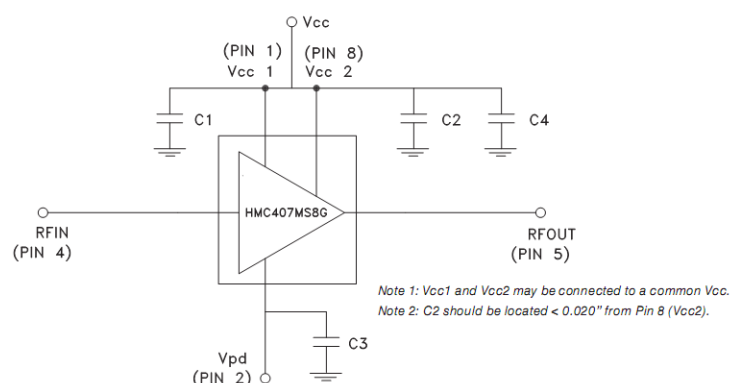 Vcc
(PIN 1) (PIN 8)
Vcc 1 Vcc 2
C1 C2 C4
HMC407MS8G
RFIN
(PIN 4)
RFOUT
(PIN 5)
Note 1: Vcc1 and Vcc2 may be connected to a common Vcc.
Note 2: C2 should be located < 0.020" from Pin 8 (Vcc2).
C3
Vpd
(PIN 2)